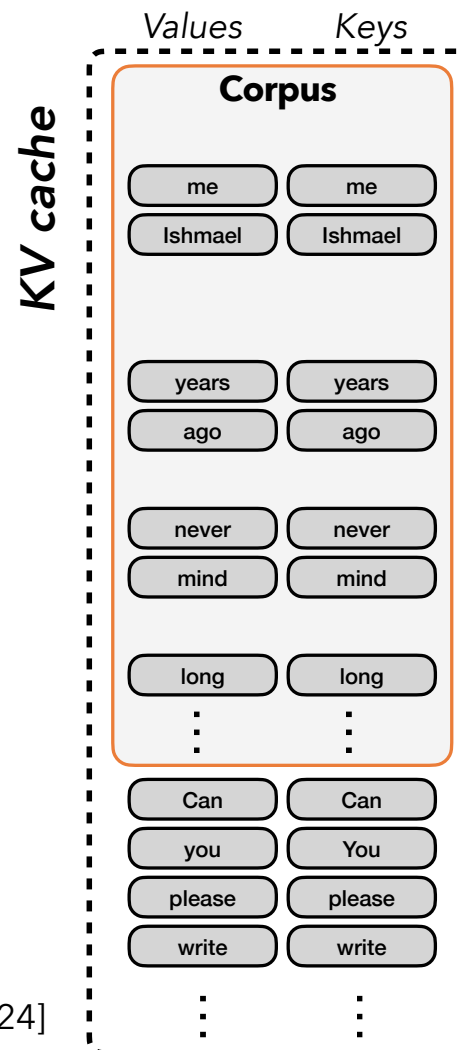 Values Keys
KV cache
Corpus
me me
Ishmael Ishmael
years years
ago ago
never never
mind mind
long long
Can Can
you You
please please
write write
24]